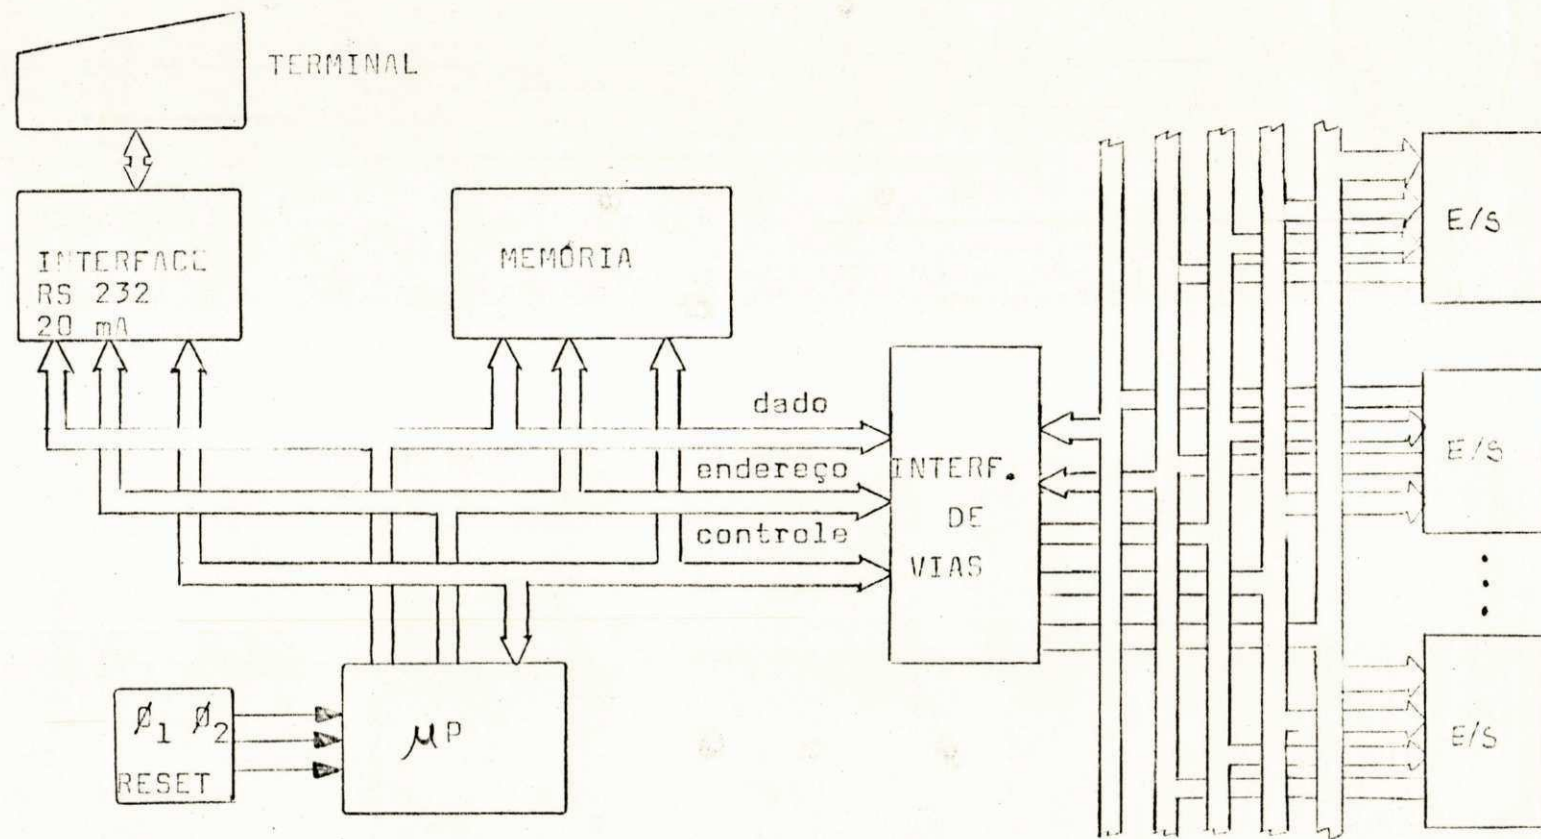 TERMINAL
INTERFACE
RS 232
20 mA
MEMÓRIA
E/S
dado
endereço
controle
INTERF.
DE
VIAS
E/S
Ø1 Ø2
RESET
μP
E/S